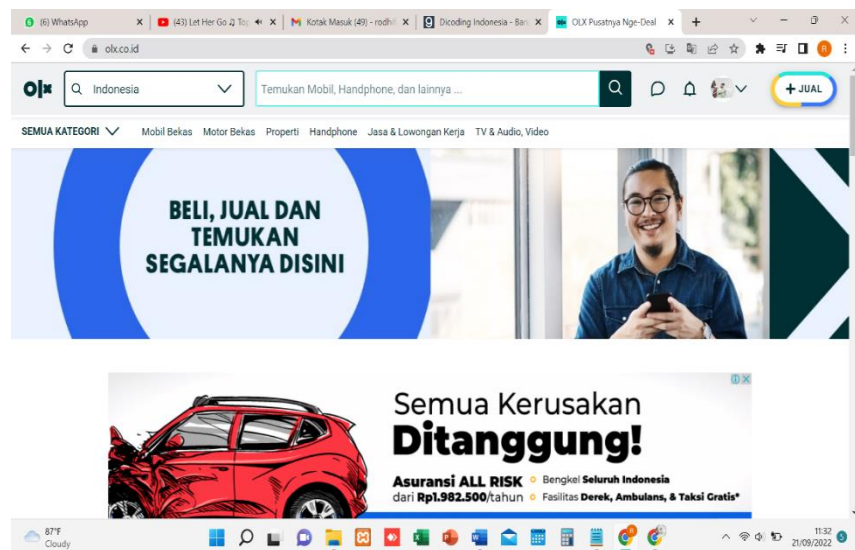 (6) WhatsApp
(43) Let Her Go ♫ Top
Kotak Masuk (49) - rodhi
Dicoding Indonesia - Ban
OLX Pusatnya Nge-Deal
olx.co.id
R
olx
Indonesia
Temukan Mobil, Handphone, dan lainnya ...
+ JUAL
SEMUA KATEGORI
Mobil Bekas
Motor Bekas
Properti
Handphone
Jasa & Lowongan Kerja
TV & Audio, Video
BELI, JUAL DAN
TEMUKAN
SEGALANYA DISINI
Semua Kerusakan
Ditanggung!
Asuransi ALL RISK
dari Rp1.982.500/tahun
Bengkel Seluruh Indonesia
Fasilitas Derek, Ambulans, & Taksi Gratis*
87°F
Cloudy
11:32
21/09/2022
5